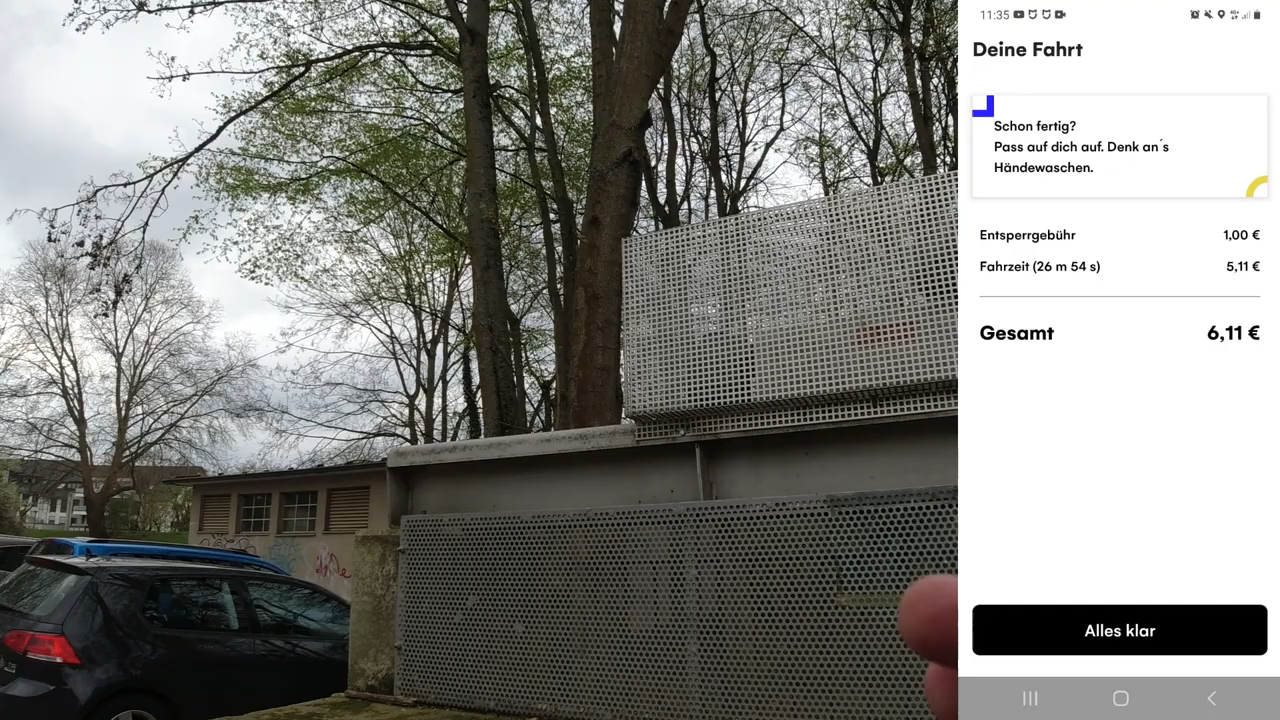 11:35
Deine Fahrt
Schon fertig?
Pass auf dich auf. Denk an´s
Händewaschen.
Entsperrgebühr 1,00 €
Fahrzeit (26 m 54 s) 5,11 €
Gesamt 6,11 €
Alles klar